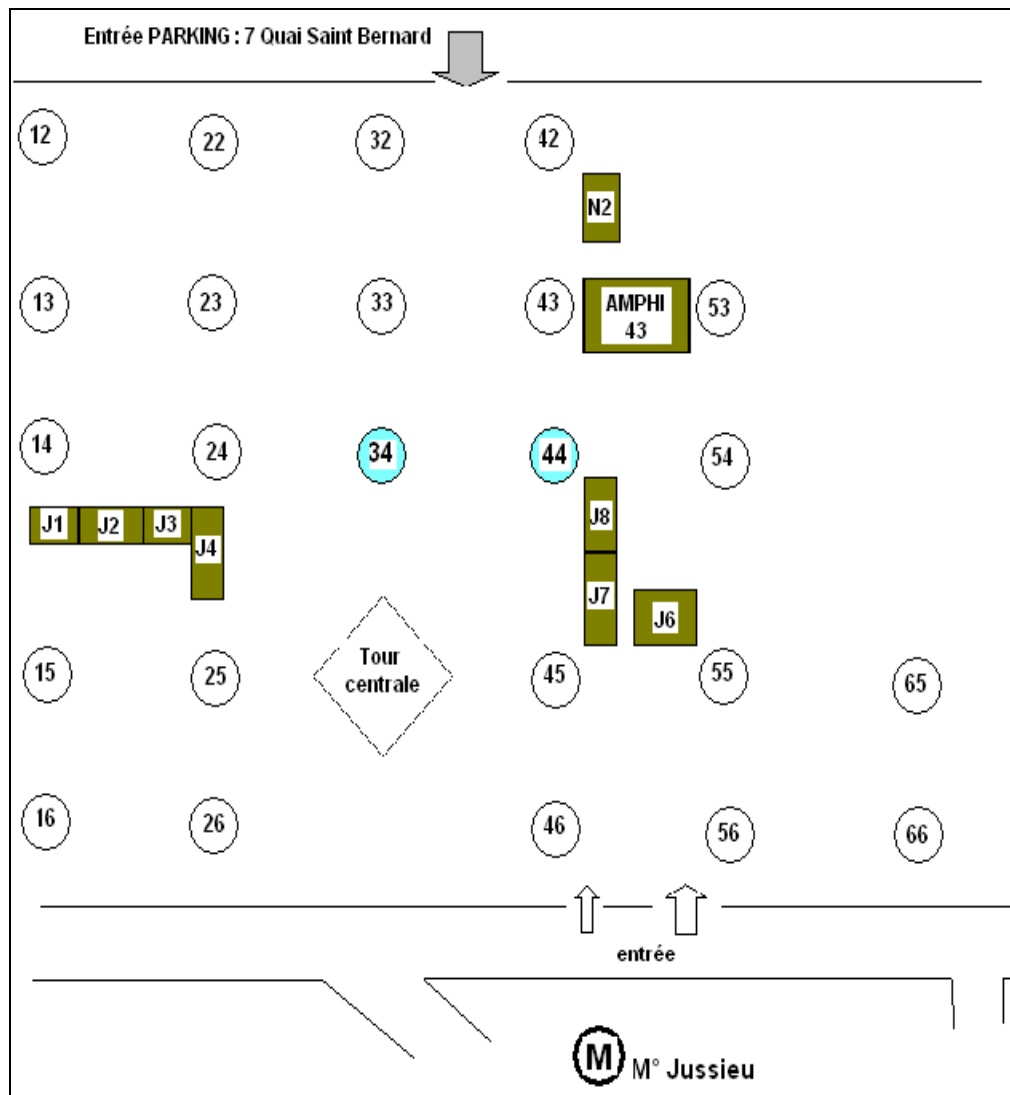 Entrée PARKING : 7 Quai Saint Bernard
12
22
32
42
N2
13
23
33
43
AMPHI
43
53
14
24
34
44
54
J1
J2
J3
J4
J8
J7
J6
Tour
centrale
15
25
45
55
65
16
26
46
56
66
entrée
M
M° Jussieu